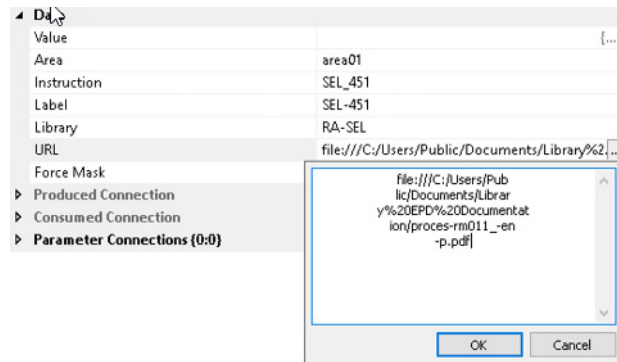 Data
Value {...
Area area01
Instruction SEL_451
Label SEL-451
Library RA-SEL
URL file:///C:/Users/Public/Documents/Library%2. ...
Force Mask
Produced Connection
Consumed Connection
Parameter Connections {0:0}
file:///C:/Users/Pub
lic/Documents/Librar
y%20EPD%20Documentat
ion/proces-rm011_-en
-p.pdf
OK Cancel